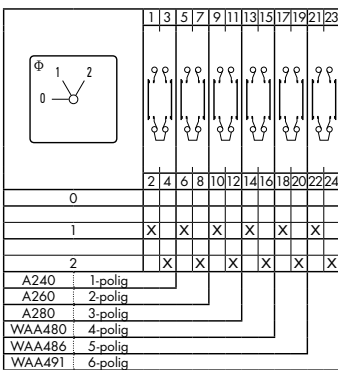 1 3 5 7 9 11 13 15 17 19 21 23
Φ 1 2
0
2 4 6 8 10 12 14 16 18 20 22 24
0
1 X X X X X X
2 X X X X X X
A240 1-polig
A260 2-polig
A280 3-polig
WAA480 4-polig
WAA486 5-polig
WAA491 6-polig